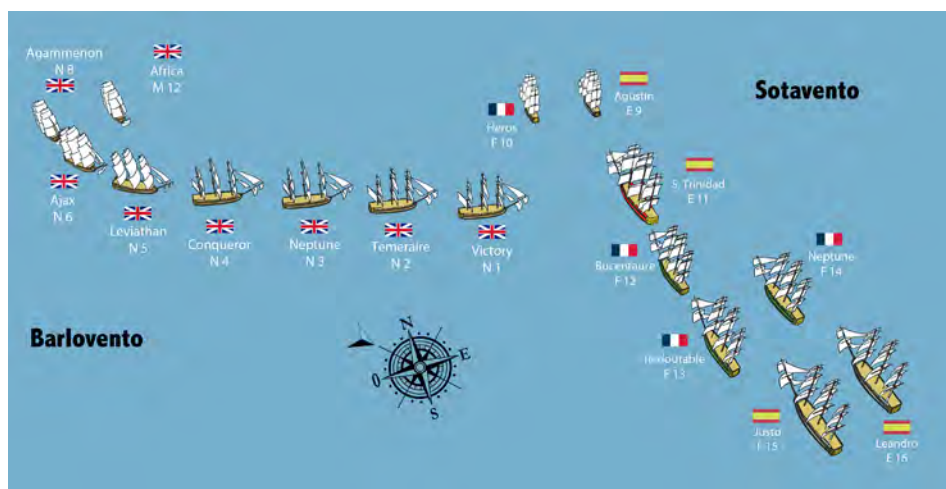 Agammenon
N 8
Africa
M 12
Heros
F 10
Agustin
E 9
Sotavento
S. Trinidad
E 11
Ajax
N 6
Leviathan
N 5
Conqueror
N 4
Neptune
N 3
Temeraire
N 2
Victory
N 1
Bucentaure
F 12
Neptune
F 14
Barlovento
N
E
O
S
F 13
Justo
E 15
Leandro
E 16